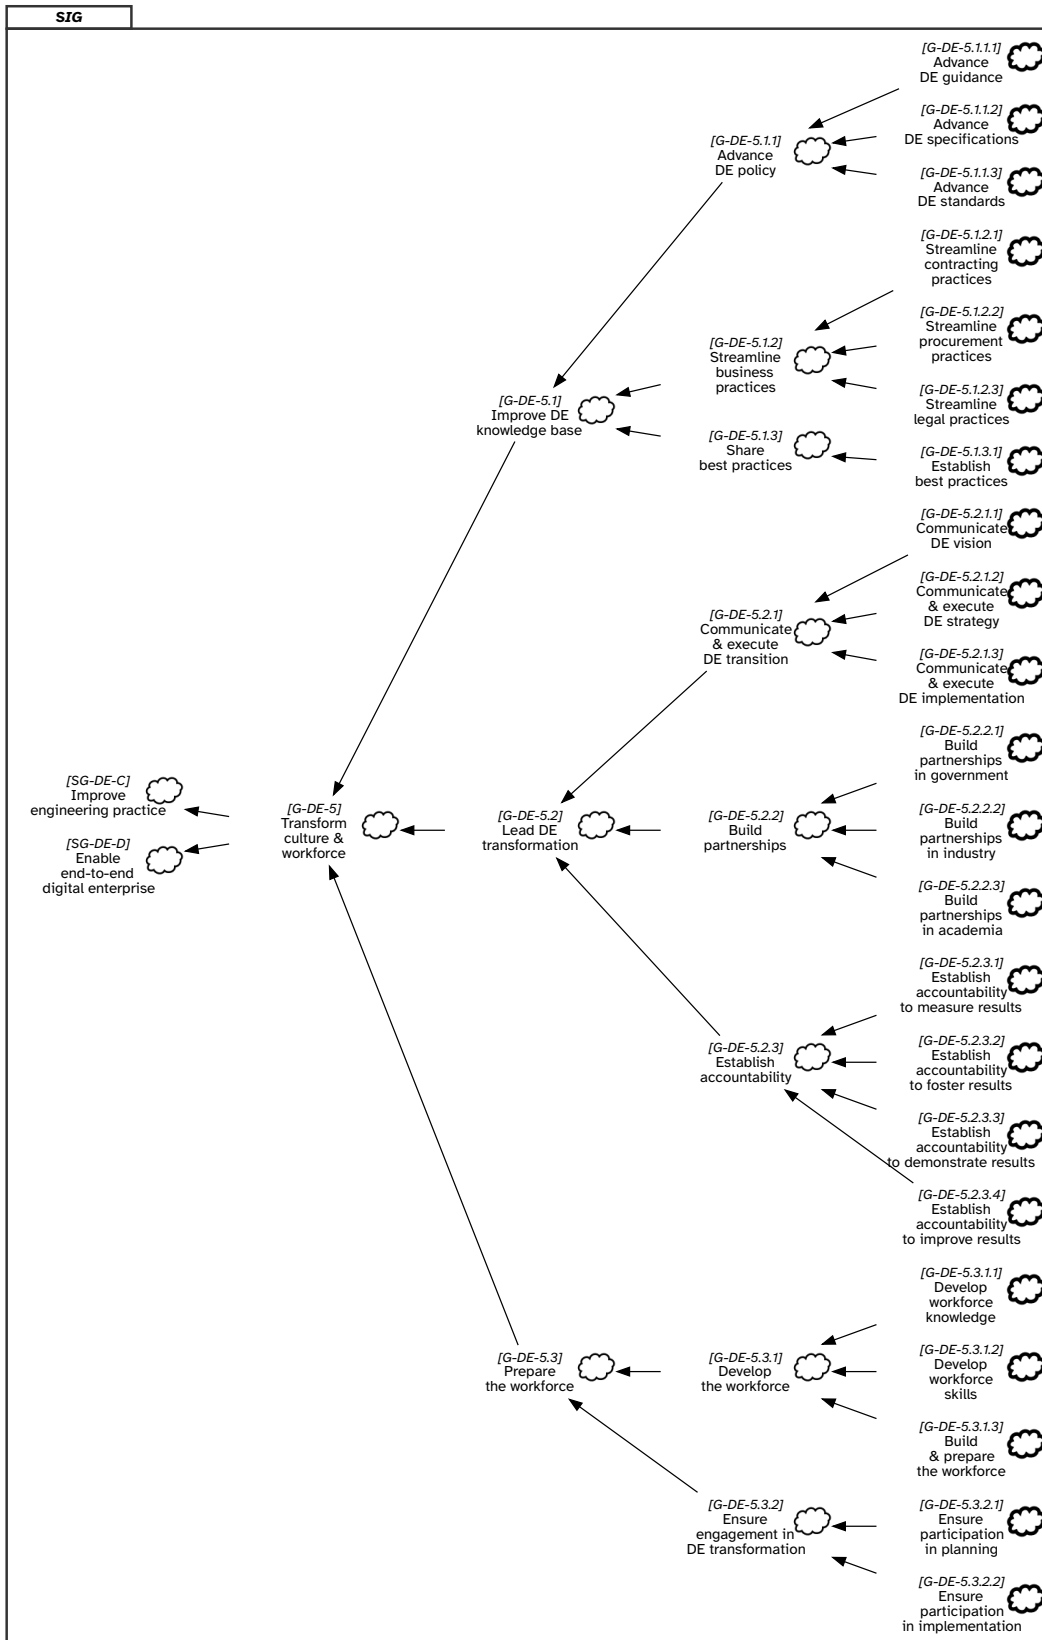 SIG
[G-DE-5.1.1.1]
Advance
DE guidance
[G-DE-5.1.1.2]
Advance
DE specifications
[G-DE-5.1.1]
Advance
DE policy
[G-DE-5.1.1.3]
Advance
DE standards
[G-DE-5.1.2.1]
Streamline
contracting
practices
[G-DE-5.1.2.2]
Streamline
procurement
practices
[G-DE-5.1.2]
Streamline
business
practices
[G-DE-5.1.2.3]
Streamline
legal practices
[G-DE-5.1]
Improve DE
knowledge base
[G-DE-5.1.3]
Share
best practices
[G-DE-5.1.3.1]
Establish
best practices
[G-DE-5.2.1.1]
Communicate
DE vision
[G-DE-5.2.1.2]
Communicate
& execute
DE strategy
[G-DE-5.2.1]
Communicate
& execute
DE transition
[G-DE-5.2.1.3]
Communicate
& execute
DE implementation
[G-DE-5.2.2.1]
Build
partnerships
in government
[SG-DE-C]
Improve
engineering practice
[G-DE-5]
Transform
culture &
workforce
[G-DE-5.2]
Lead DE
transformation
[G-DE-5.2.2]
Build
partnerships
[G-DE-5.2.2.2]
Build
partnerships
in industry
[SG-DE-D]
Enable
end-to-end
digital enterprise
[G-DE-5.2.2.3]
Build
partnerships
in academia
[G-DE-5.2.3.1]
Establish
accountability
to measure results
[G-DE-5.2.3]
Establish
accountability
[G-DE-5.2.3.2]
Establish
accountability
to foster results
[G-DE-5.2.3.3]
Establish
accountability
to demonstrate results
[G-DE-5.2.3.4]
Establish
accountability
to improve results
[G-DE-5.3.1.1]
Develop
workforce
knowledge
[G-DE-5.3]
Prepare
the workforce
[G-DE-5.3.1]
Develop
the workforce
[G-DE-5.3.1.2]
Develop
workforce
skills
[G-DE-5.3.1.3]
Build
& prepare
the workforce
[G-DE-5.3.2]
Ensure
engagement in
DE transformation
[G-DE-5.3.2.1]
Ensure
participation
in planning
[G-DE-5.3.2.2]
Ensure
participation
in implementation